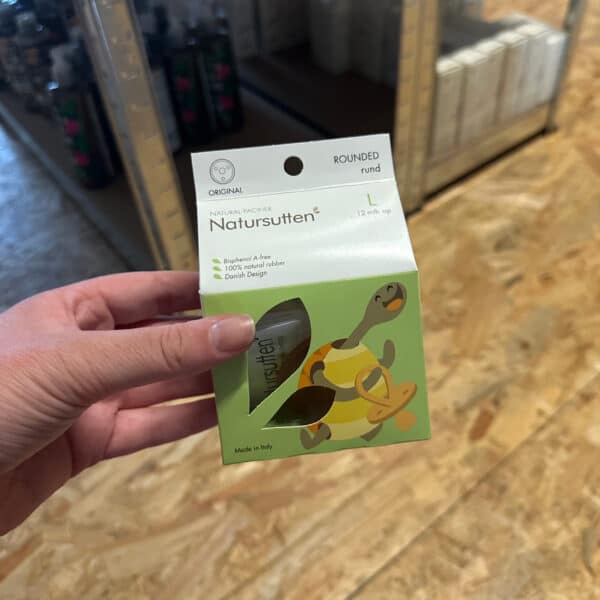 ROUNDED
rund
ORIGINAL
NATURAL PACIFIER
Natursutten
L
12 mth. up
Bisphenol A-free
100% natural rubber
Danish Design
ursutten
Made in Italy